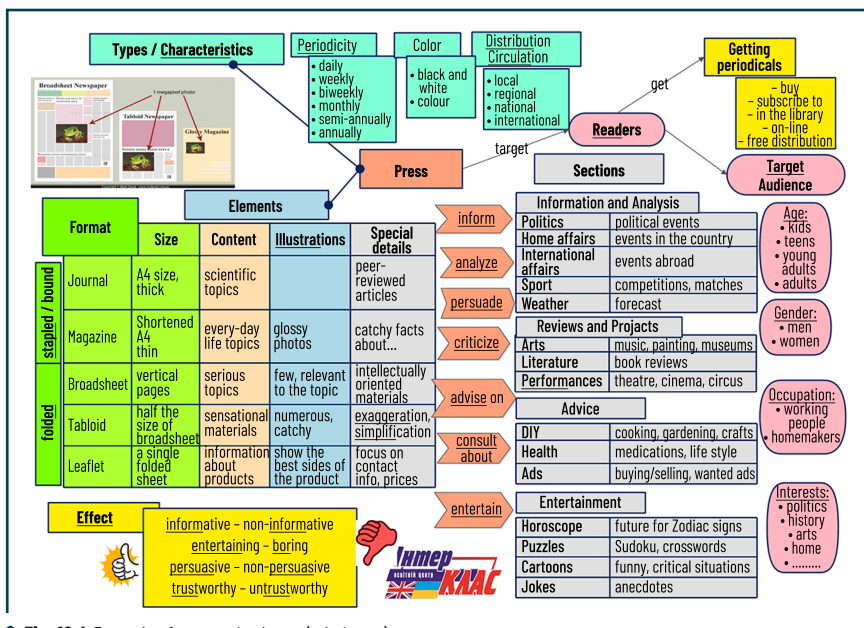 Types / Characteristics
Periodicity
• daily
• weekly
• biweekly
• monthly
• semi-annually
• annually
Color
• black and
white
• colour
Distribution
Circulation
• local
• regional
• national
• international
Getting
periodicals
– buy
– subscribe to
– in the library
– on-line
– free distribution
get
Readers
target
Press
Target
Audience
Broadsheet Newspaper
1 megapixel photo
Tabloid Newspaper
Glossy Magazine
Elements
Sections
Format
Size
Content
Illustrations
Special
details
stapled / bound
Journal
A4 size,
thick
scientific
topics
peer-
reviewed
articles
Magazine
Shortened
A4
thin
every-day
life topics
glossy
photos
catchy facts
about...
folded
Broadsheet
vertical
pages
serious
topics
few, relevant
to the topic
intellectually
oriented
materials
Tabloid
half the
size of
broadsheet
sensational
materials
numerous,
catchy
exaggeration,
simplification
Leaflet
a single
folded
sheet
information
about
products
show the
best sides of
the product
focus on
contact
info, prices
inform
analyze
persuade
criticize
advise on
consult
about
entertain
Information and Analysis
Politics political events
Home affairs events in the country
International
affairs events abroad
Sport competitions, matches
Weather forecast
Reviews and Projacts
Arts music, painting, museums
Literature book reviews
Performances theatre, cinema, circus
Advice
DIY cooking, gardening, crafts
Health medications, life style
Ads buying/selling, wanted ads
Entertainment
Horoscope future for Zodiac signs
Puzzles Sudoku, crosswords
Cartoons funny, critical situations
Jokes anecdotes
Age:
• kids
• teens
• young
adults
• adults
Gender:
• men
• women
Occupation:
• working
people
• homemakers
Interests:
• politics
• history
• arts
• home
• .........
Effect
informative – non-informative
entertaining – boring
persuasive – non-persuasive
trustworthy – untrustworthy
Інтер
освітній центр
КЛАС